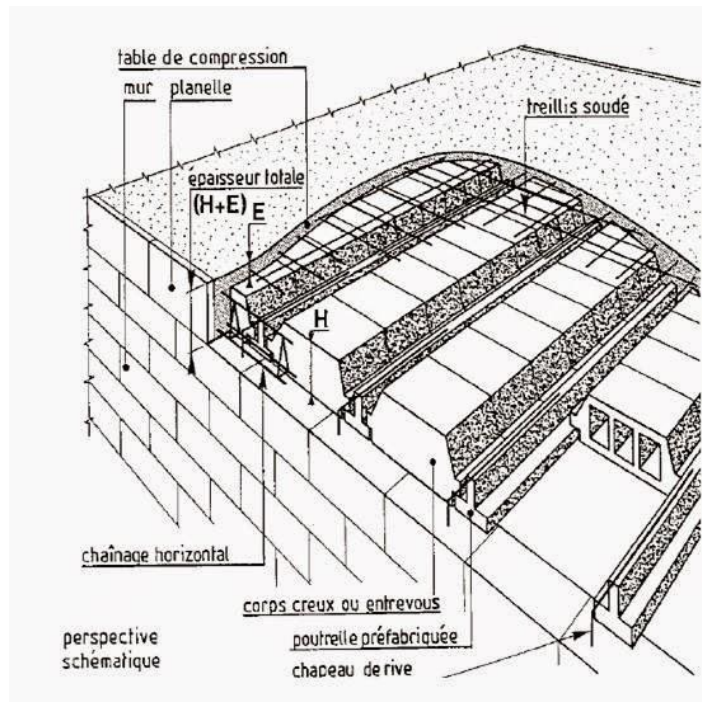 table de compression
mur planelle
treillis soudé
epaisseur totale
(H+E) E
H
chaînage horizontal
corps creux ou entrevous
poutrelle préfabriquée
chapeau de rive
perspective
schématique